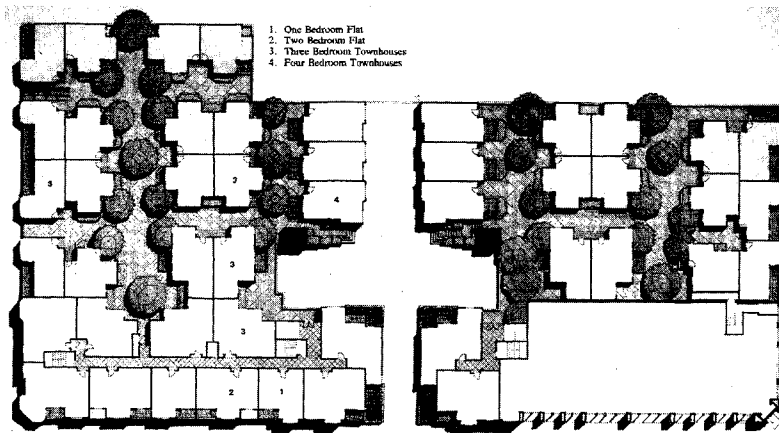 1. One Bedroom Flat
2. Two Bedroom Flat
3. Three Bedroom Townhouses
4. Four Bedroom Townhouses
2
4
3
3
2
1